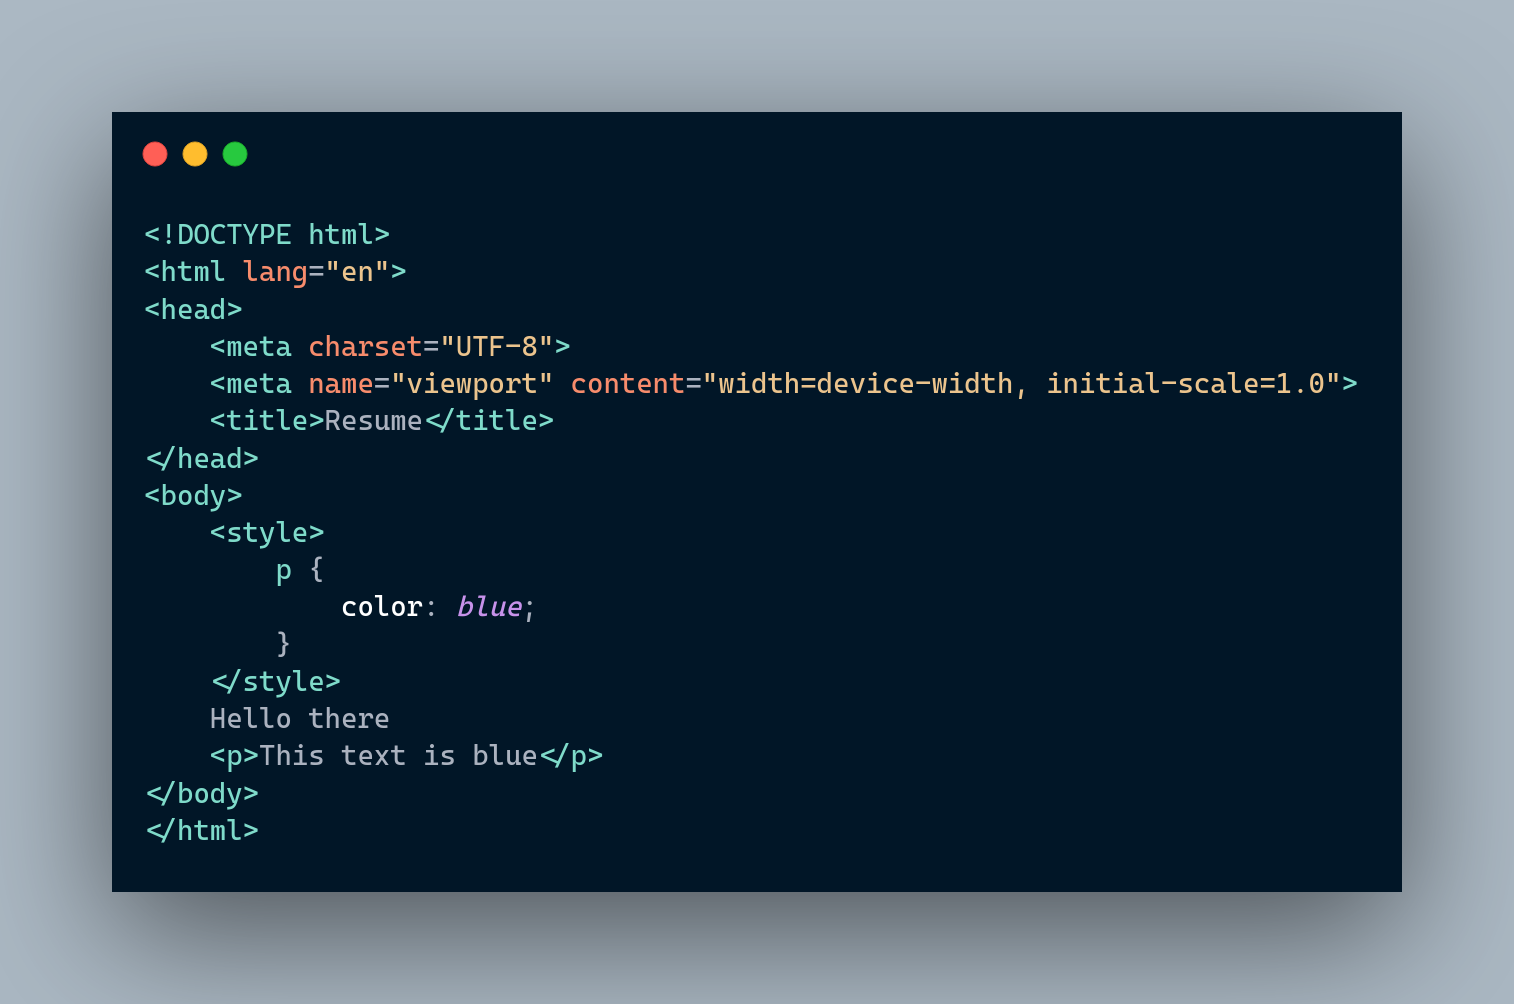 <!DOCTYPE html>
<html lang="en">
<head>
    <meta charset="UTF-8">
    <meta name="viewport" content="width=device-width, initial-scale=1.0">
    <title>Resume</title>
</head>
<body>
    <style>
        p {
            color: blue;
        }
    </style>
    Hello there
    <p>This text is blue</p>
</body>
</html>